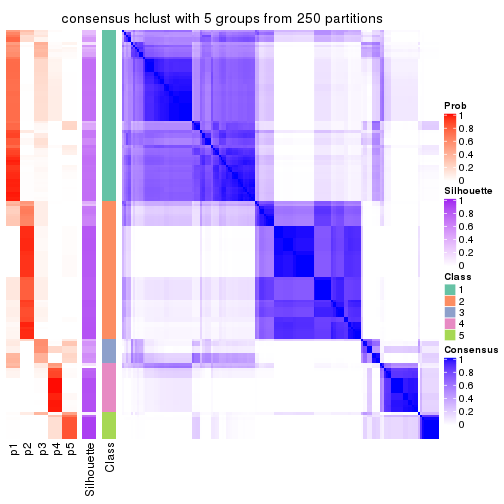 consensus hclust with 5 groups from 250 partitions
Prob
1
0.8
0.6
0.4
0.2
0
Silhouette
1
0.8
0.6
0.4
0.2
0
Class
1
2
3
4
5
Consensus
1
0.8
0.6
0.4
0.2
0
p1
p2
p3
p4
p5
Silhouette
Class